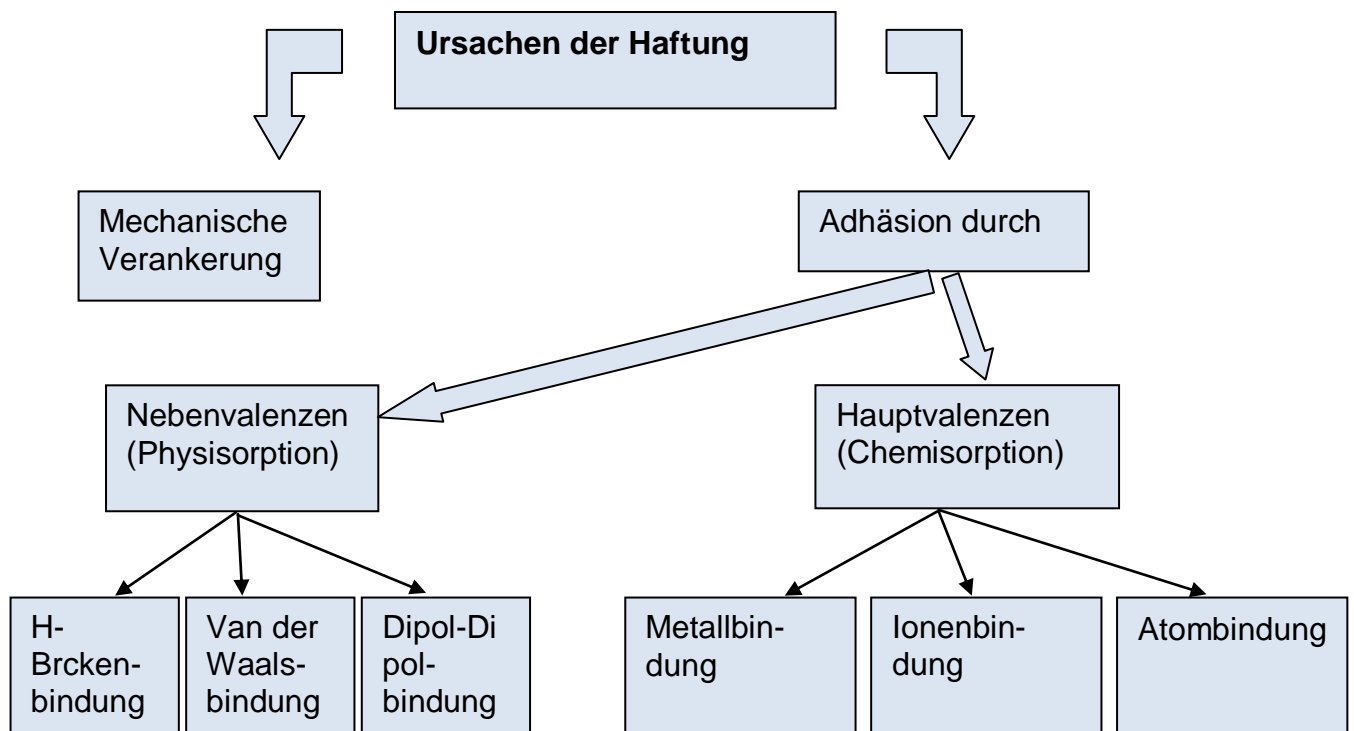 Ursachen der Haftung
Mechanische
Verankerung
Adhäsion durch
Nebenvalenzen
(Physisorption)
Hauptvalenzen
(Chemisorption)
H-
Brcken-
bindung
Van der
Waals-
bindung
Dipol-Di
pol-
bindung
Metallbin-
dung
Ionenbin-
dung
Atombindung